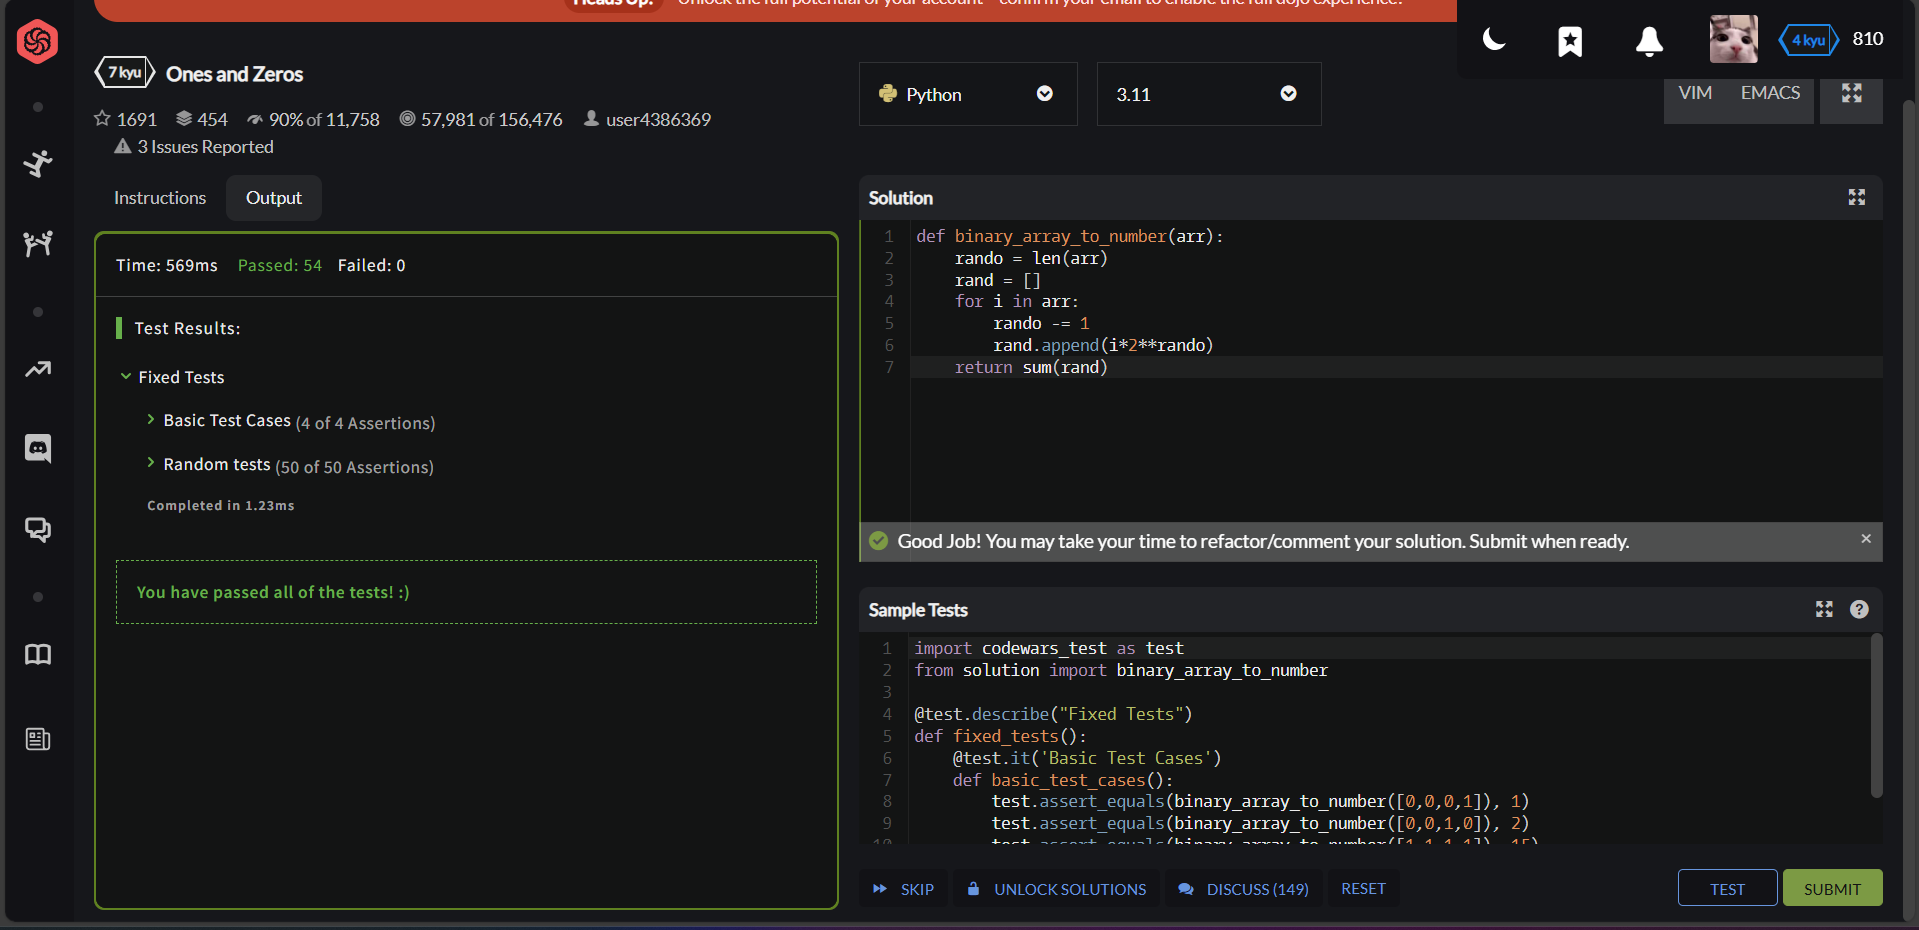 Heads Up! Unlock the full potential of your account - confirm your email to enable the full dojo experience!
4 kyu 810
7 kyu Ones and Zeros
1691 454 90% of 11,758 57,981 of 156,476 user4386369
3 Issues Reported
Python 3.11
VIM EMACS
Instructions Output
Time: 569ms Passed: 54 Failed: 0
Test Results:
Fixed Tests
Basic Test Cases (4 of 4 Assertions)
Random tests (50 of 50 Assertions)
Completed in 1.23ms
You have passed all of the tests! :)
Solution
1 def binary_array_to_number(arr):
2     rando = len(arr)
3     rand = []
4     for i in arr:
5         rando -= 1
6         rand.append(i*2**rando)
7     return sum(rand)
Good Job! You may take your time to refactor/comment your solution. Submit when ready.
Sample Tests
1 import codewars_test as test
2 from solution import binary_array_to_number
3
4 @test.describe("Fixed Tests")
5 def fixed_tests():
6     @test.it('Basic Test Cases')
7     def basic_test_cases():
8         test.assert_equals(binary_array_to_number([0,0,0,1]), 1)
9         test.assert_equals(binary_array_to_number([0,0,1,0]), 2)
10         test.assert_equals(binary_array_to_number([1,1,1,1]), 15)
SKIP UNLOCK SOLUTIONS DISCUSS (149) RESET
TEST SUBMIT